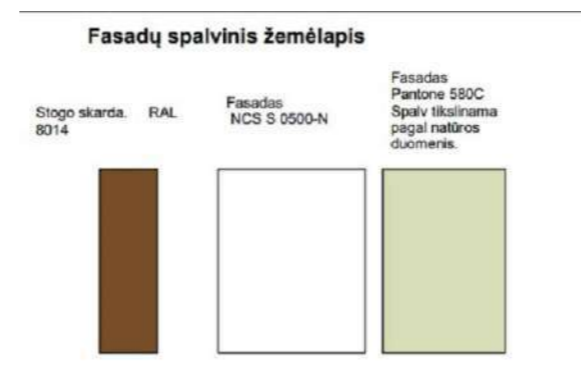 Fasadų spalvinis žemėlapis
Stogo skarda. RAL
8014
Fasadas
NCS S 0500-N
Fasadas
Pantone 580C
Spalv tikslinama
pagal natūros
duomenis.